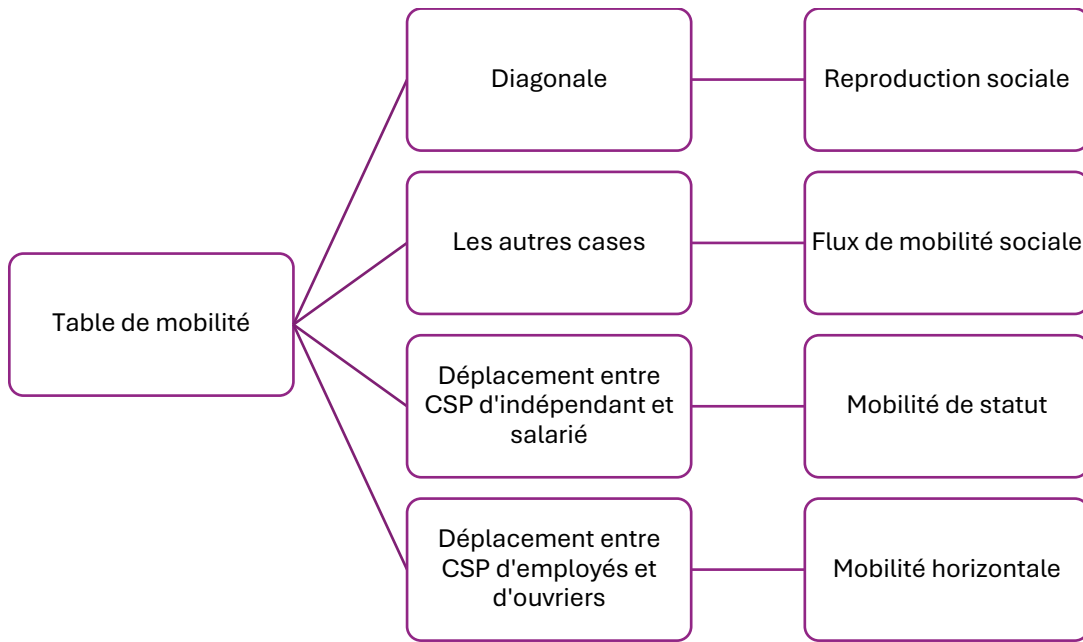 Table de mobilité
Diagonale
Reproduction sociale
Les autres cases
Flux de mobilité sociale
Déplacement entre
CSP d'indépendant et
salarié
Mobilité de statut
Déplacement entre
CSP d'employés et
d'ouvriers
Mobilité horizontale